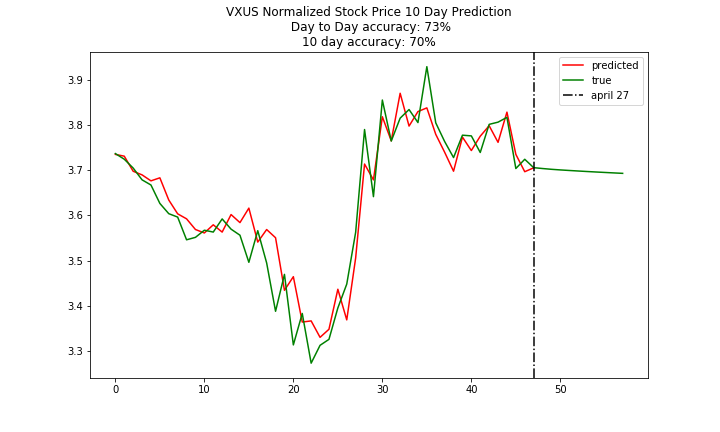 VXUS Normalized Stock Price 10 Day Prediction
Day to Day accuracy: 73%
10 day accuracy: 70%
predicted
true
april 27
3.9
3.8
3.7
3.6
3.5
3.4
3.3
0 10 20 30 40 50